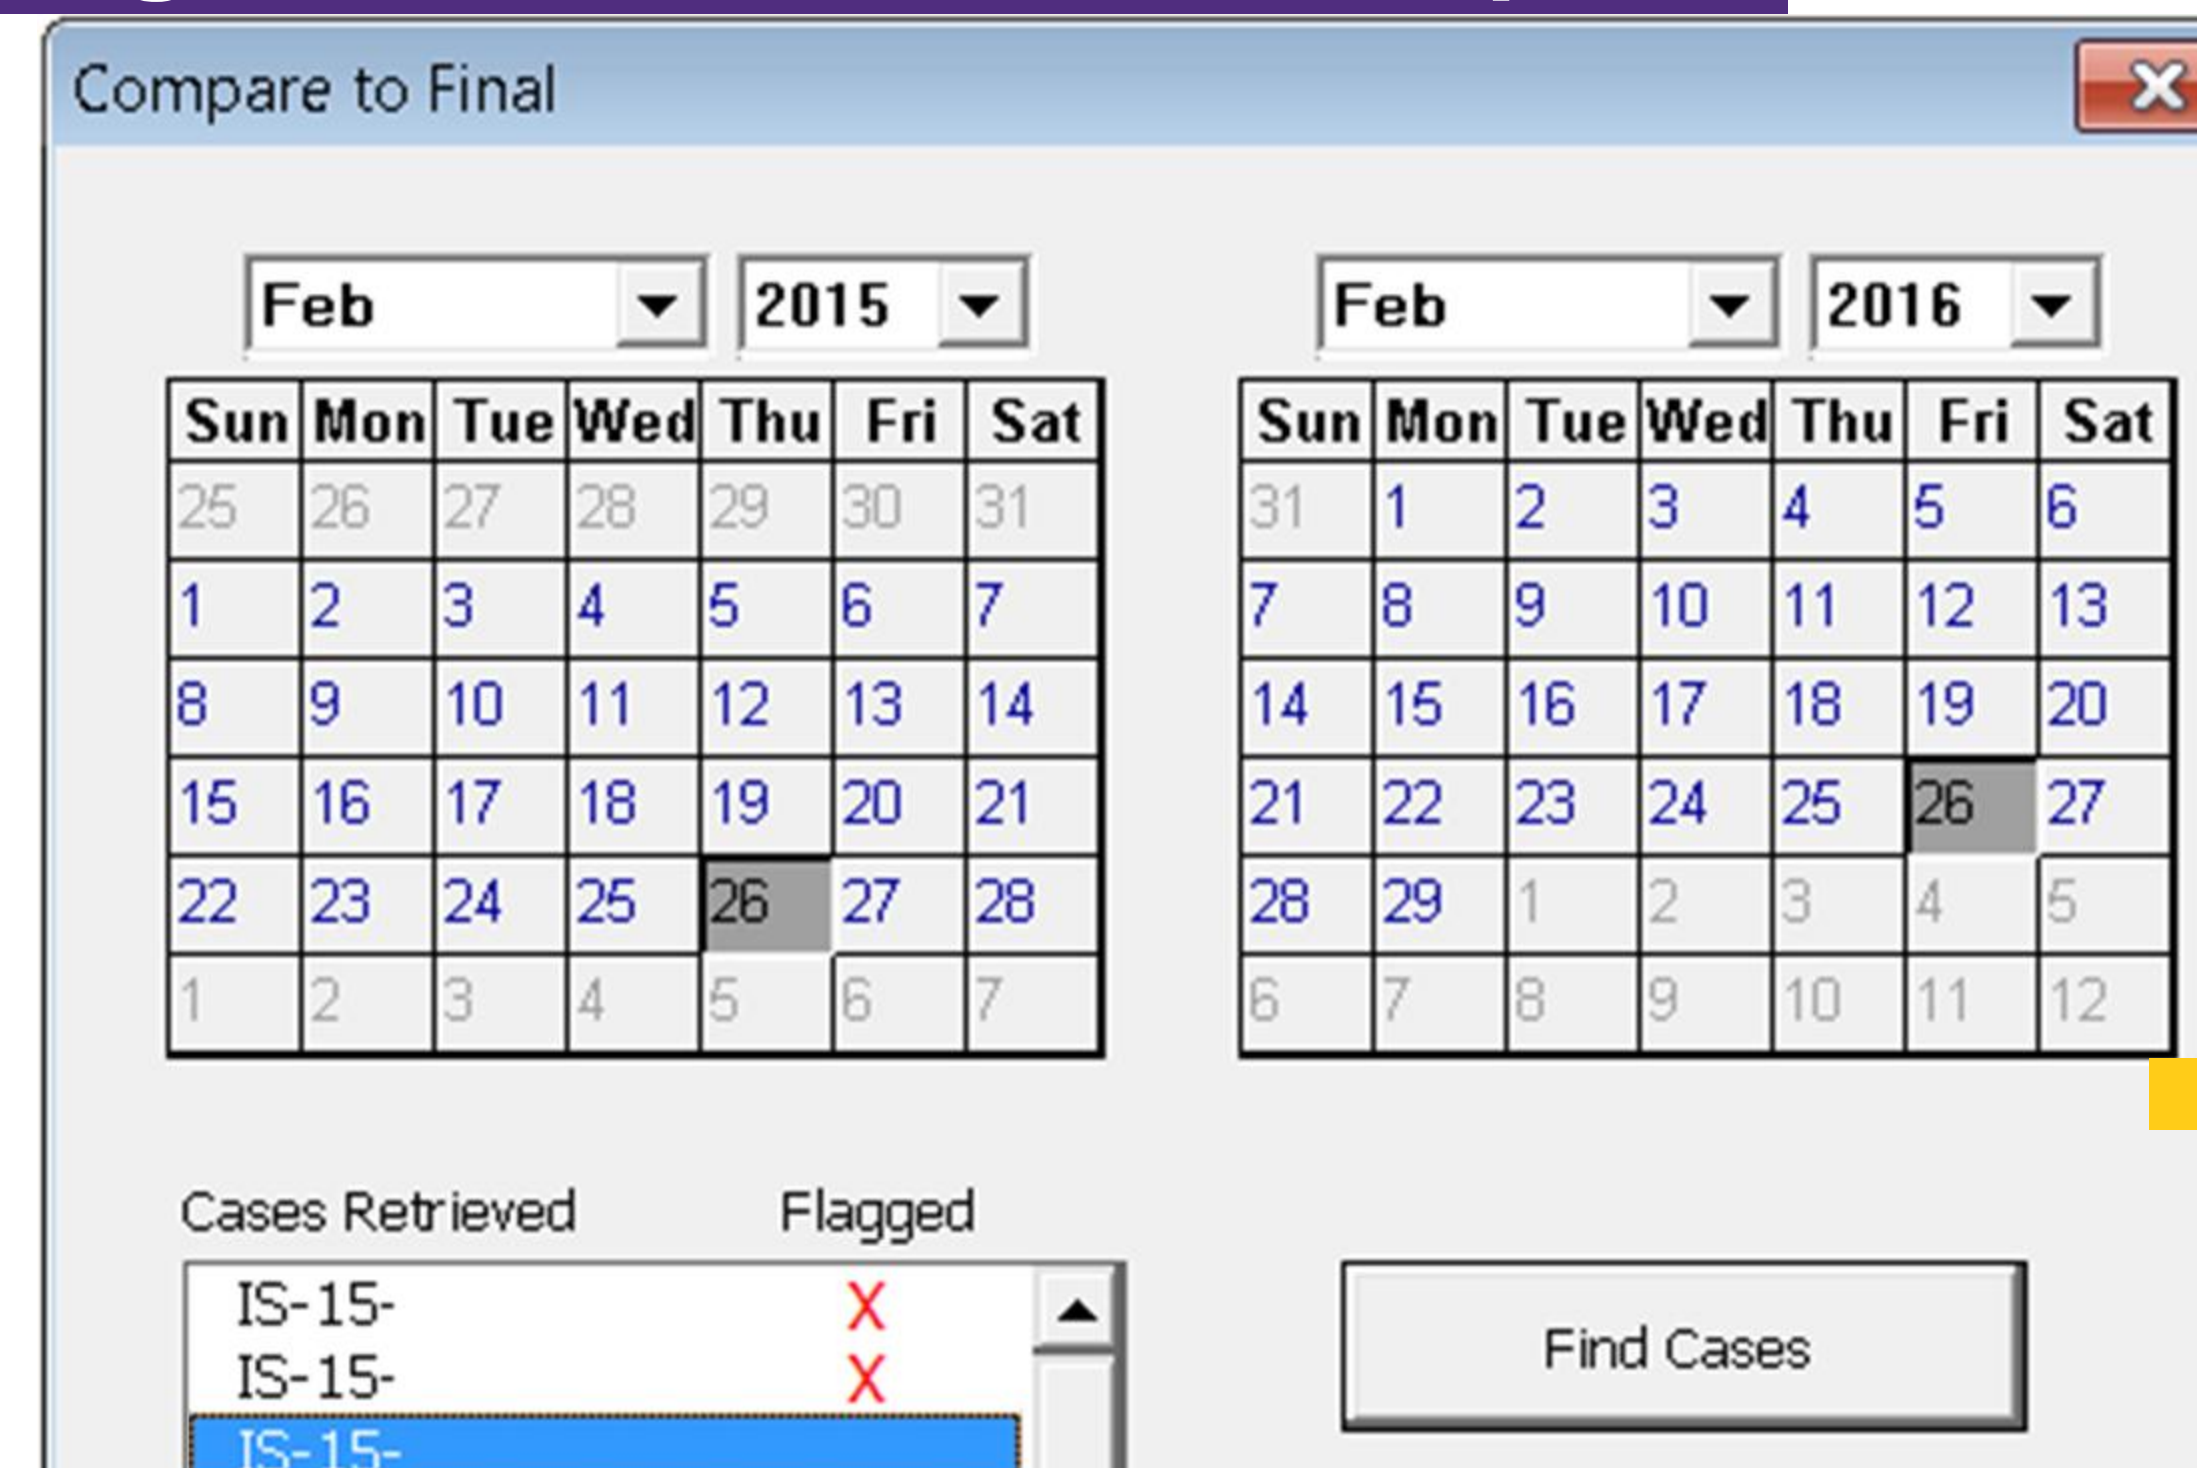 Compare to Final
Feb 2015
Sun Mon Tue Wed Thu Fri Sat
25 26 27 28 29 30 31
1 2 3 4 5 6 7
8 9 10 11 12 13 14
15 16 17 18 19 20 21
22 23 24 25 26 27 28
1 2 3 4 5 6 7
Feb 2016
Sun Mon Tue Wed Thu Fri Sat
31 1 2 3 4 5 6
7 8 9 10 11 12 13
14 15 16 17 18 19 20
21 22 23 24 25 26 27
28 29 1 2 3 4 5
6 7 8 9 10 11 12
Cases Retrieved Flagged
IS-15- X
IS-15- X
IS-15-
Find Cases